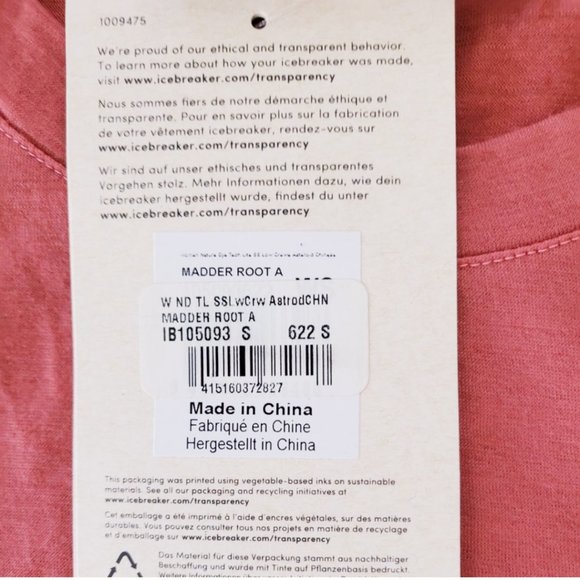 1009475
We're proud of our ethical and transparent behavior.
To learn more about how your icebreaker was made,
visit www.icebreaker.com/transparency
Nous sommes fiers de notre démarche éthique et
transparente. Pour en savoir plus sur la fabrication
de votre vêtement icebreaker, rendez-vous sur
www.icebreaker.com/transparency
Wir sind auf unser ethisches und transparentes
Vorgehen stolz. Mehr Informationen dazu, wie dein
icebreaker hergestellt wurde, findest du unter
www.icebreaker.com/transparency
MADDER ROOT A
W ND TL SSLwCrw AstrodCHN
MADDER ROOT A
IB105093 S 622 S
415160372827
Made in China
Fabriqué en Chine
Hergestellt in China
This packaging was printed using vegetable-based inks on sustainable
materials. See all our packaging and recycling initiatives at
www.icebreaker.com/transparency
Cet emballage a été imprimé à l'aide d'encres végétales, sur des matières
durables. Vous pouvez consulter tous nos projets en matière de recyclage
et d'emballage sur www.icebreaker.com/transparency
Das Material für diese Verpackung stammt aus nachhaltiger
Beschaffung und wurde mit Tinte auf Pflanzenbasis bedruckt.
Weitere Informationen über